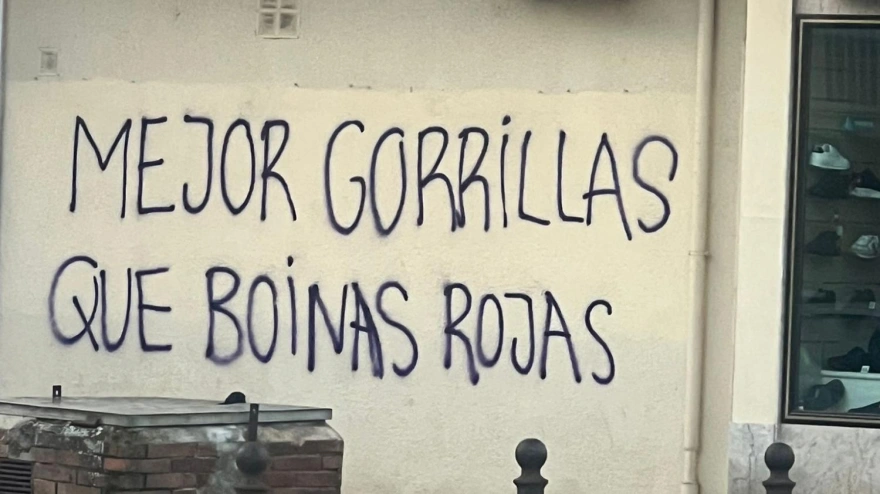 MEJOR GORRILLAS
QUE BOINAS ROJAS